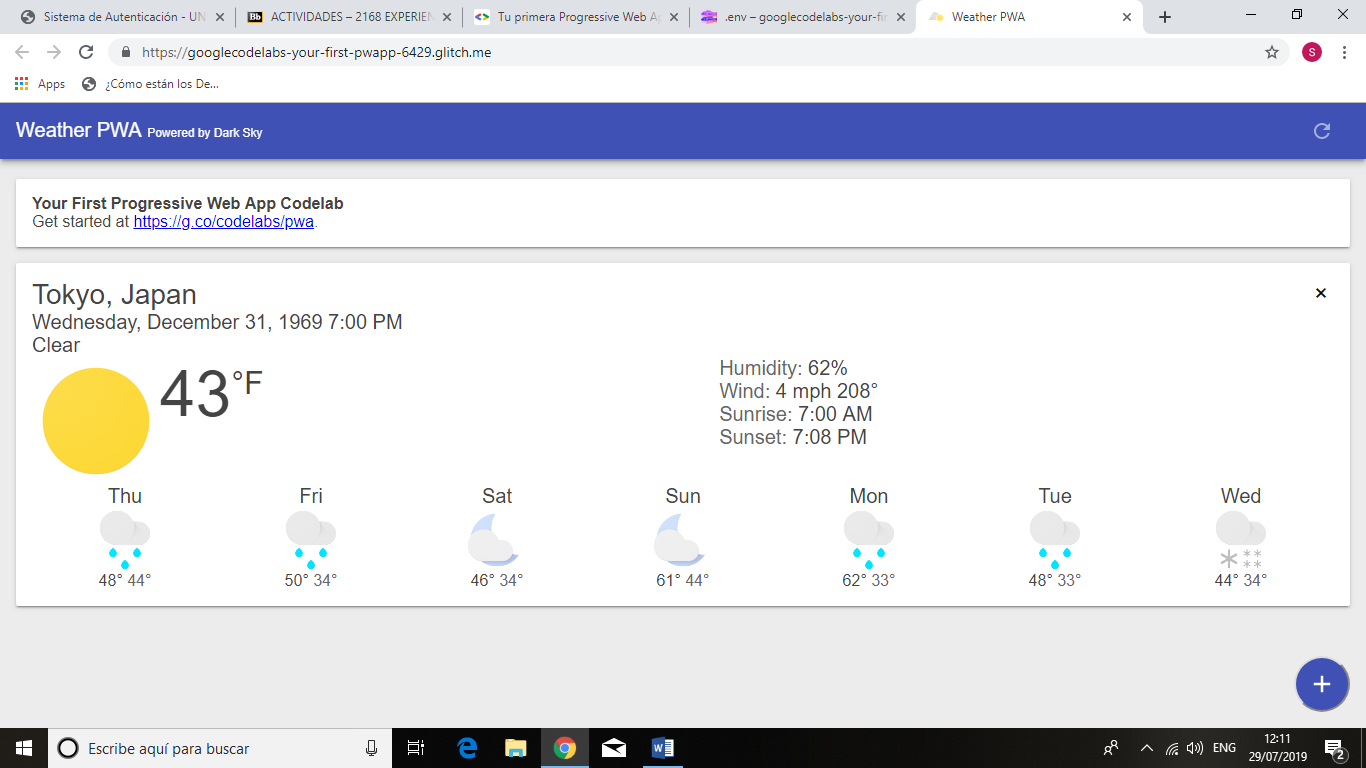 Sistema de Autenticación - UN
Bb ACTIVIDADES – 2168 EXPERIEN
Tu primera Progressive Web Ap
.env – googlecodelabs-your-fir
Weather PWA
https://googlecodelabs-your-first-pwapp-6429.glitch.me
S
Apps
¿Cómo están los De...
Weather PWA Powered by Dark Sky
Your First Progressive Web App Codelab
Get started at https://g.co/codelabs/pwa.
Tokyo, Japan
Wednesday, December 31, 1969 7:00 PM
Clear
43°F
Humidity: 62%
Wind: 4 mph 208°
Sunrise: 7:00 AM
Sunset: 7:08 PM
Thu Fri Sat Sun Mon Tue Wed
48° 44° 50° 34° 46° 34° 61° 44° 62° 33° 48° 33° 44° 34°
Escribe aquí para buscar
ENG
12:11
29/07/2019
2